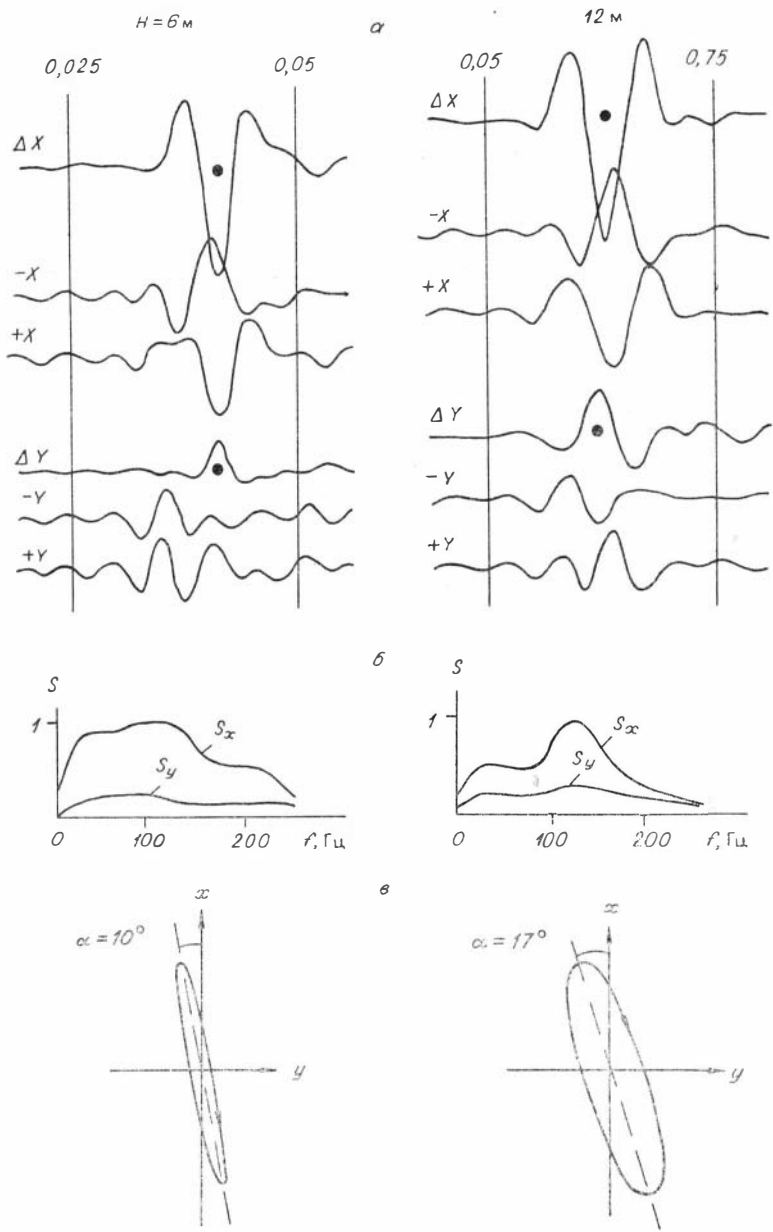 H = 6 м
а
12 м
0,025
0,05
0,05
0,75
ΔX
-X
+X
ΔY
-Y
+Y
ΔX
-X
+X
ΔY
-Y
+Y
б
S
1
Sx
Sy
0
100
200
f, Гц
S
1
Sx
Sy
0
100
200
f, Гц
в
x
α = 10°
y
x
α = 17°
y